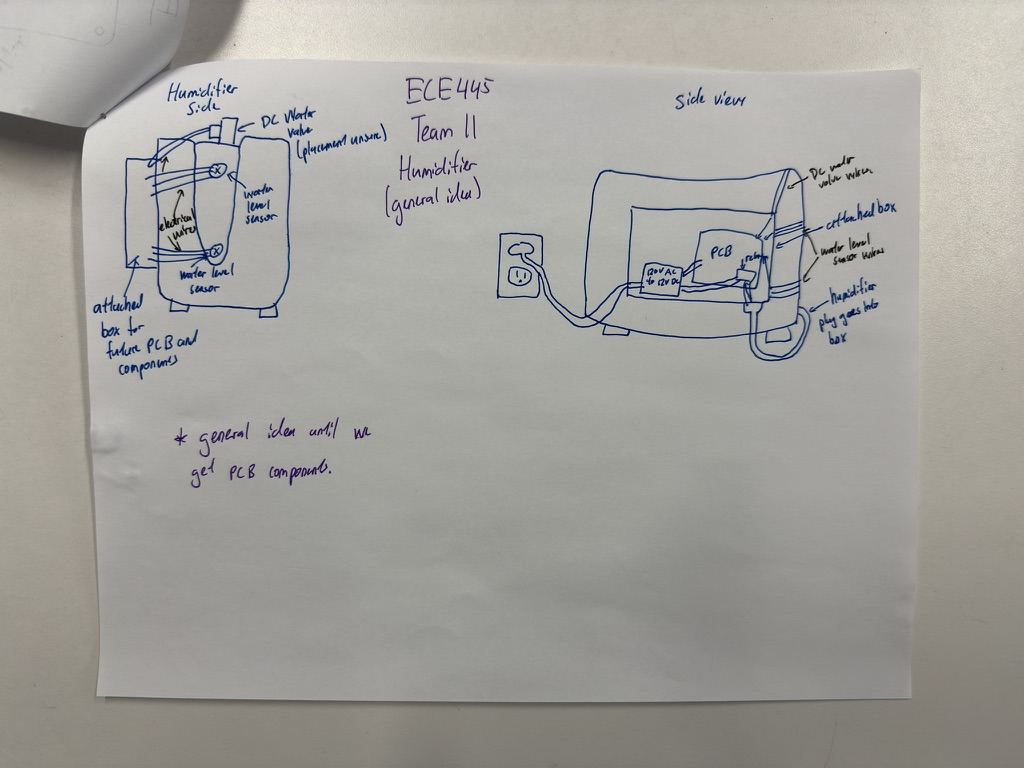 Humidifier
Side
DC Water
valve
(placement unsure)
water
level
sensor
electrical
wires
water level
sensor
attached
box for
future PCB and
components
ECE445
Team 11
Humidifier
(general idea)
Side view
DC water
valve wires
attached box
water level
sensor wires
humidifier
plug goes into
box
PCB
relay
120V AC
to 12V DC
* general idea until we
get PCB components.